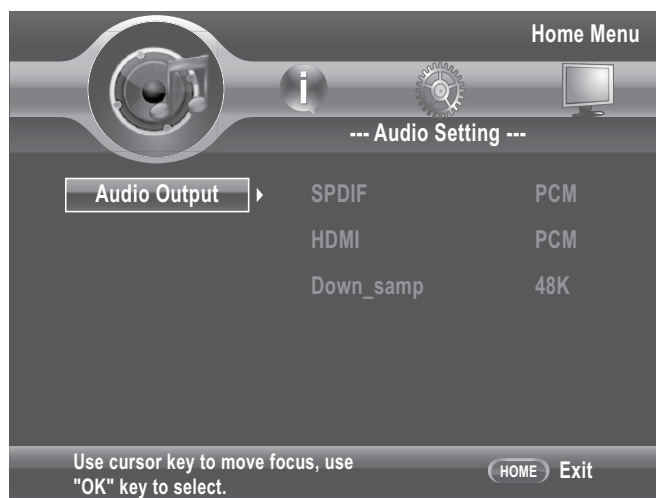 Home Menu
--- Audio Setting ---
Audio Output
SPDIF PCM
HDMI PCM
Down_samp 48K
Use cursor key to move focus, use
"OK" key to select.
HOME Exit